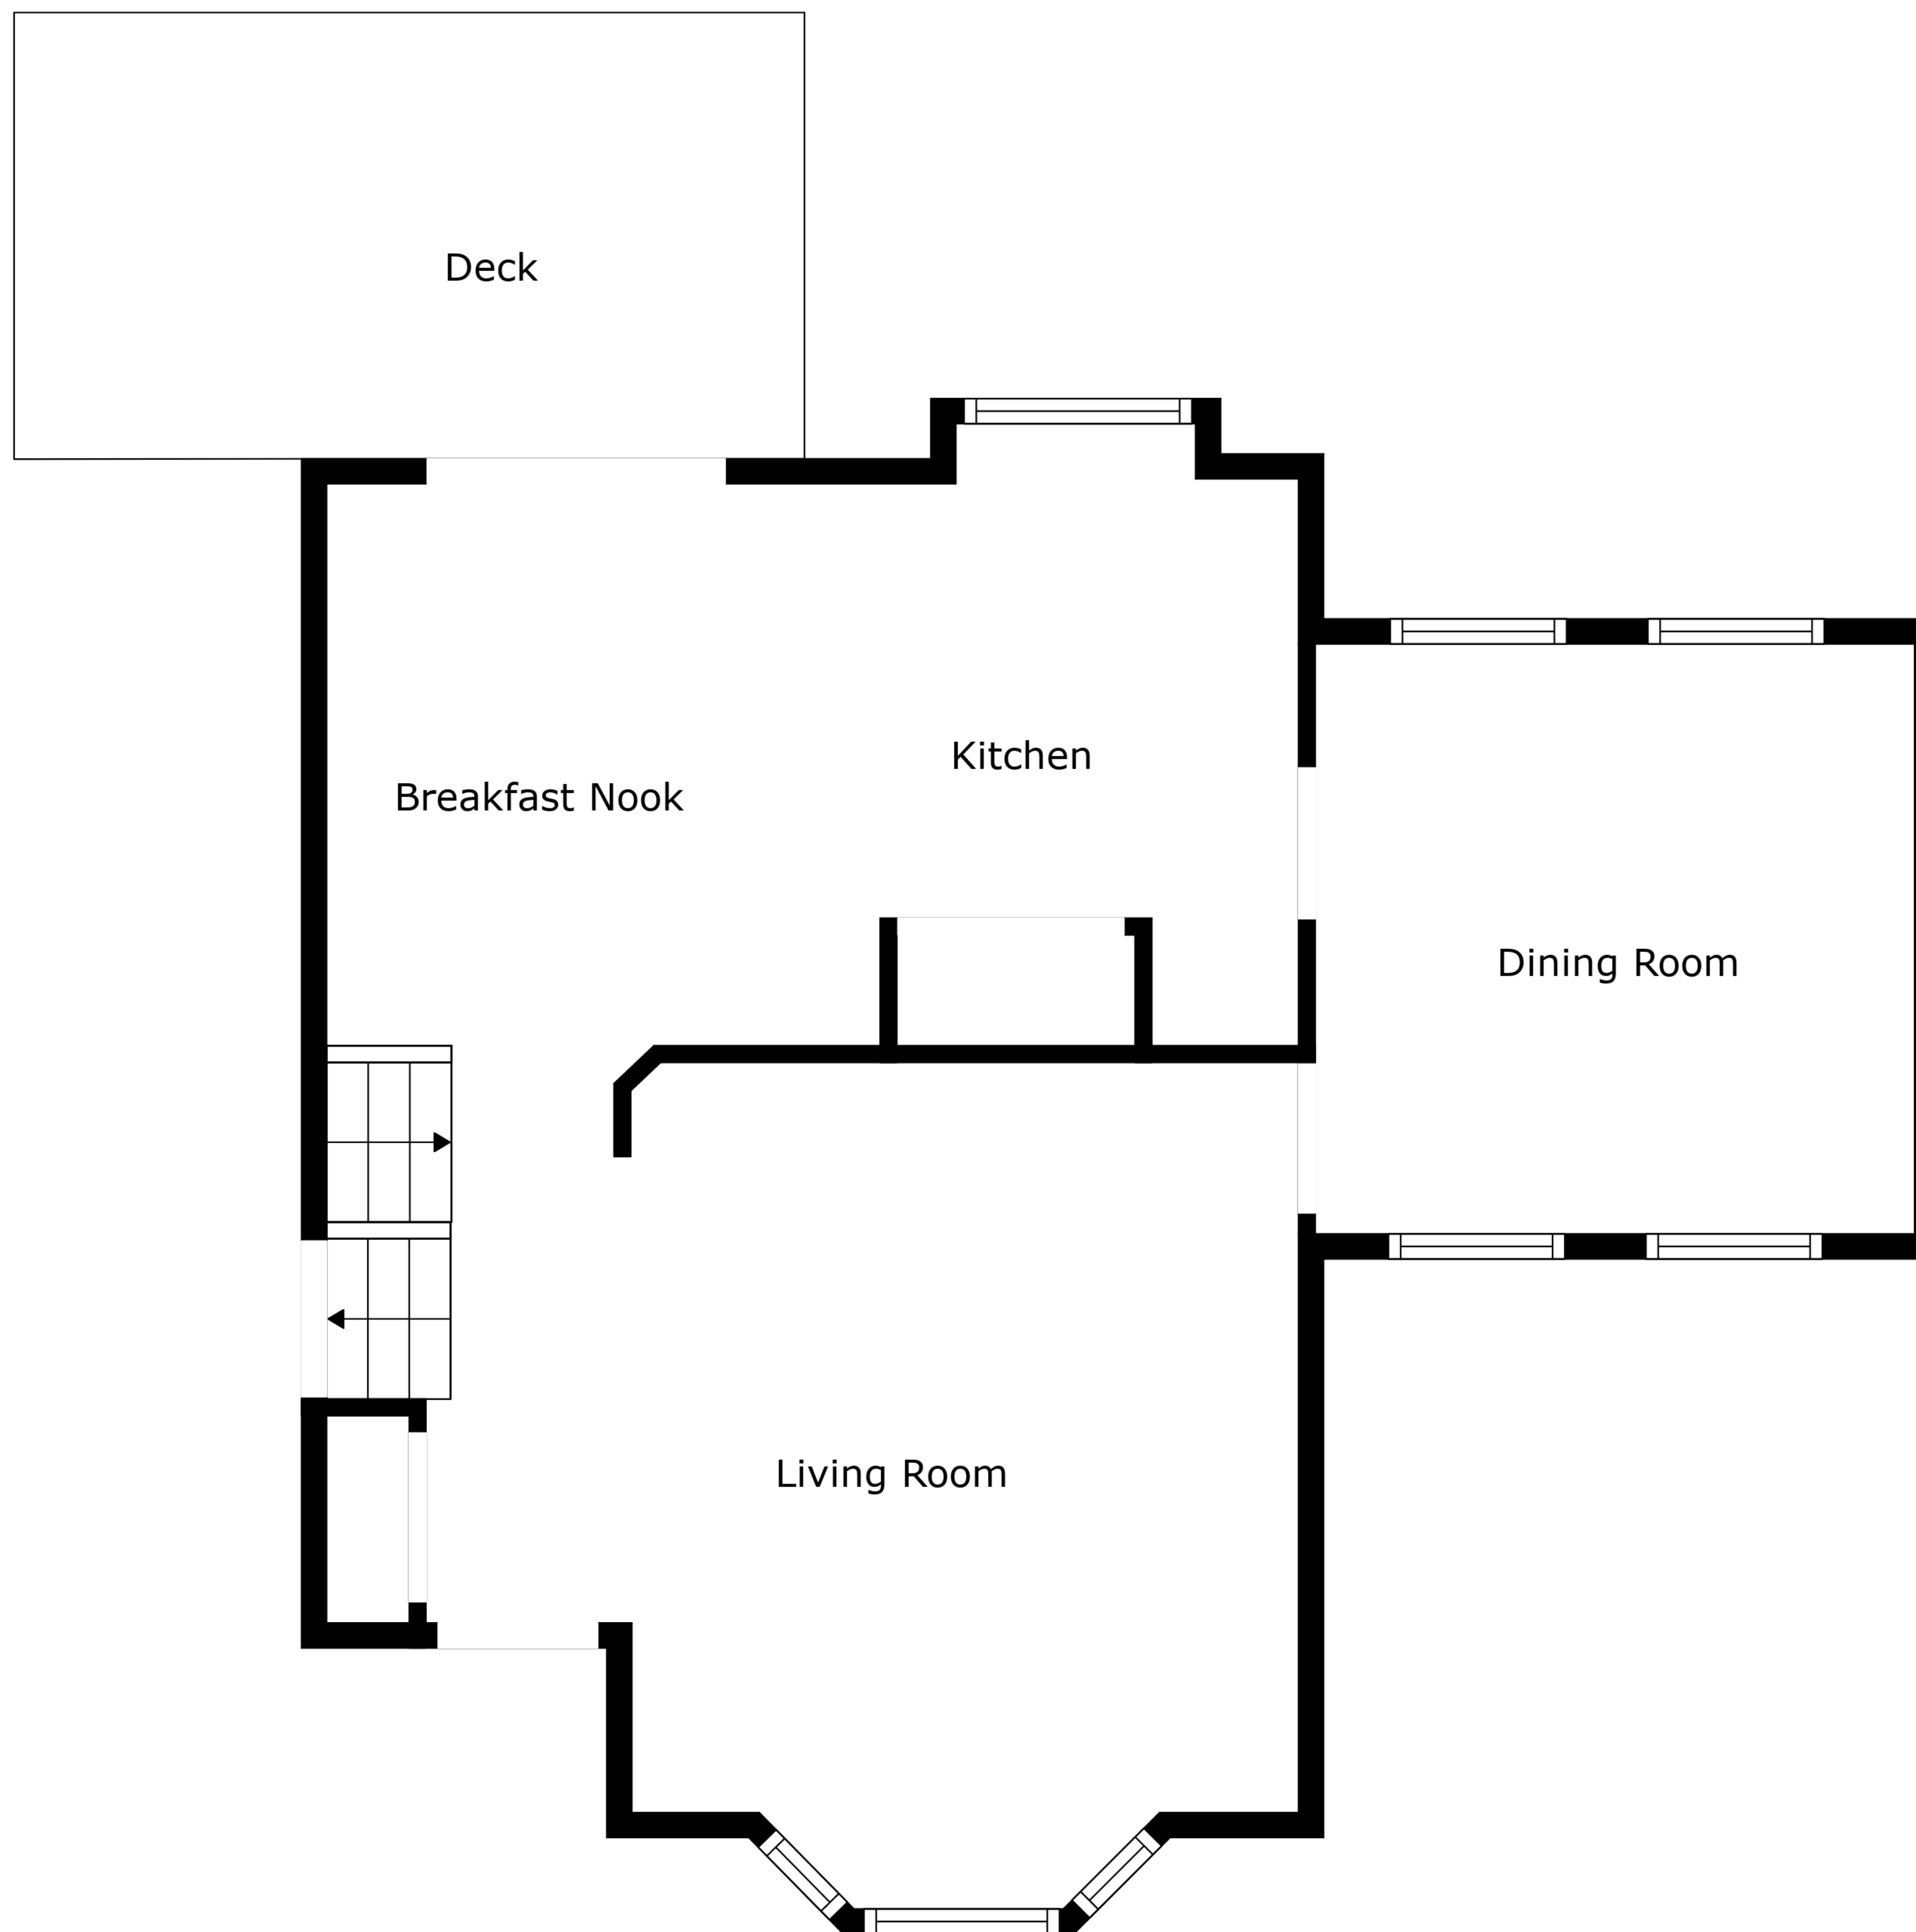 Deck
Kitchen
Breakfast Nook
Dining Room
Living Room